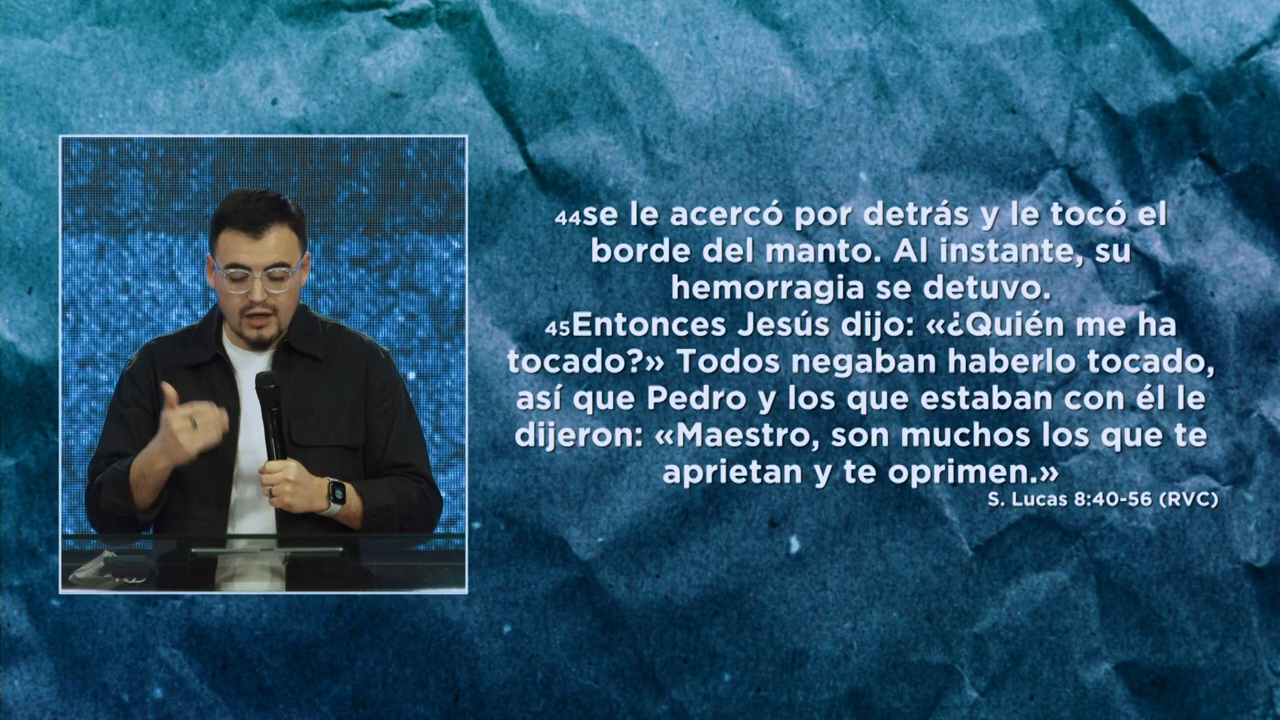 44se le acercó por detrás y le tocó el
borde del manto. Al instante, su
hemorragia se detuvo.
45Entonces Jesús dijo: «¿Quién me ha
tocado?» Todos negaban haberlo tocado,
así que Pedro y los que estaban con él le
dijeron: «Maestro, son muchos los que te
aprietan y te oprimen.»
S. Lucas 8:40-56 (RVC)